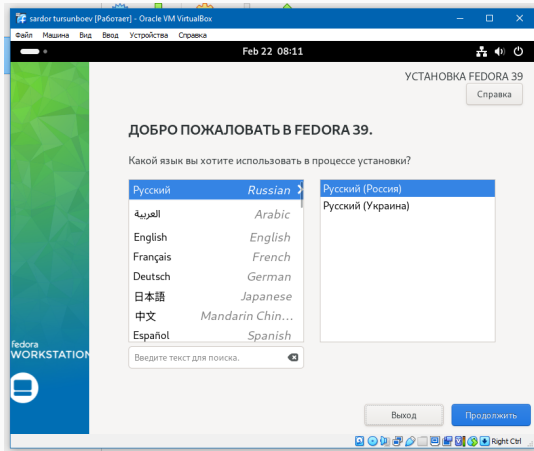 sardor tursunboev [Работает] - Oracle VM VirtualBox
Файл Машина Вид Ввод Устройства Справка
Feb 22 08:11
УСТАНОВКА FEDORA 39
Справка
ДОБРО ПОЖАЛОВАТЬ В FEDORA 39.
Какой язык вы хотите использовать в процессе установки?
Русский Russian
العربية Arabic
English English
Français French
Deutsch German
日本語 Japanese
中文 Mandarin Chin...
Español Spanish
Русский (Россия)
Русский (Украина)
Введите текст для поиска.
fedora
WORKSTATION
Выход
Продолжить
Right Ctrl